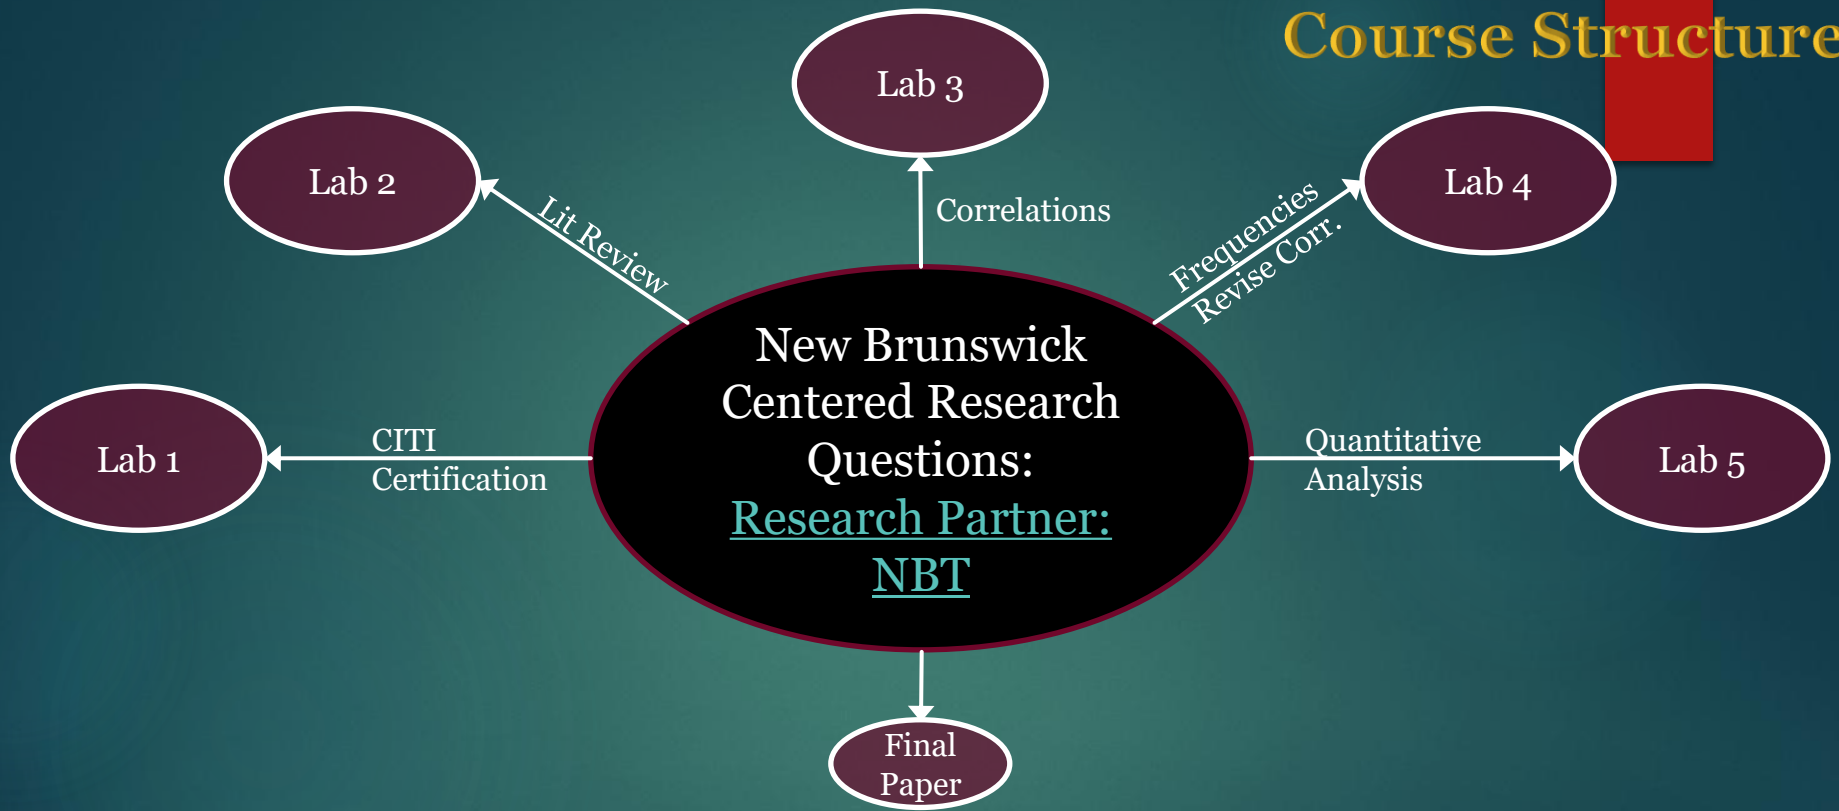 Course Structure
Lab 3
Lab 2
Lab 4
Lit Review
Correlations
Frequencies
Revise Corr.
New Brunswick
Centered Research
Questions:
Research Partner:
NBT
Lab 1
CITI
Certification
Quantitative
Analysis
Lab 5
Final
Paper